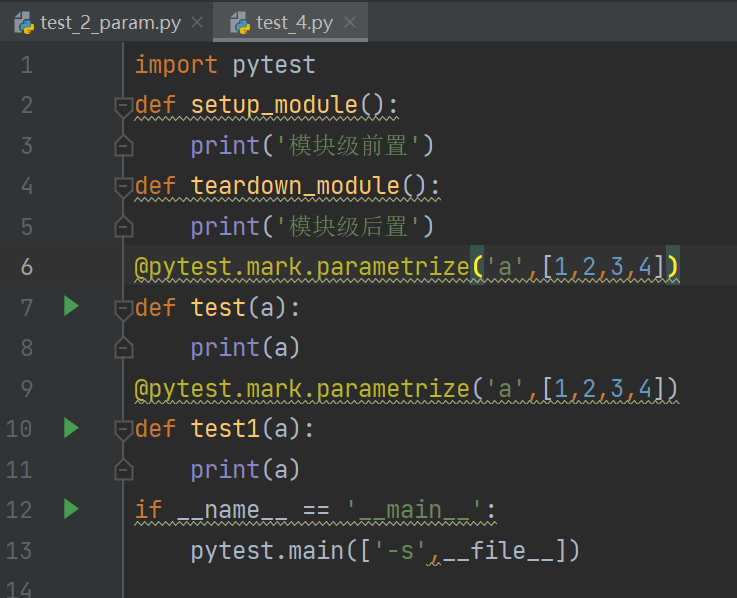 test_2_param.py test_4.py
1 import pytest
2 def setup_module():
3     print('模块级前置')
4 def teardown_module():
5     print('模块级后置')
6 @pytest.mark.parametrize('a',[1,2,3,4])
7 def test(a):
8     print(a)
9 @pytest.mark.parametrize('a',[1,2,3,4])
10 def test1(a):
11     print(a)
12 if __name__ == '__main__':
13     pytest.main(['-s',__file__])
14